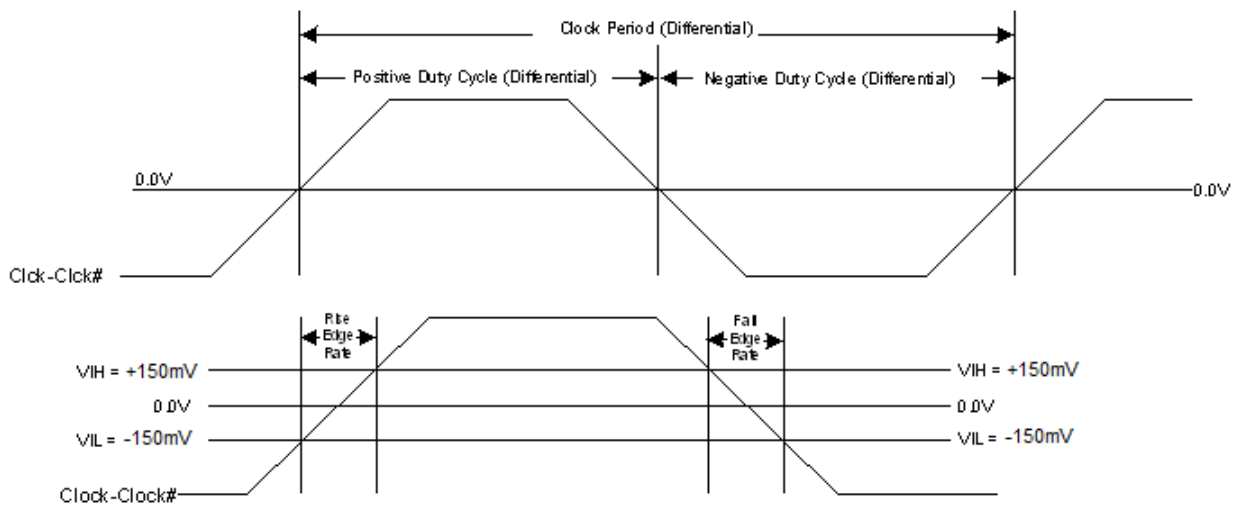 Clock Period (Differential)
Positive Duty Cycle (Differential)
Negative Duty Cycle (Differential)
0.0V
0.0V
Clck-Clck#
Rise
Edge
Rate
Fall
Edge
Rate
VIH = +150mV
VIH = +150mV
0.0V
0.0V
VIL = -150mV
VIL = -150mV
Clock-Clock#